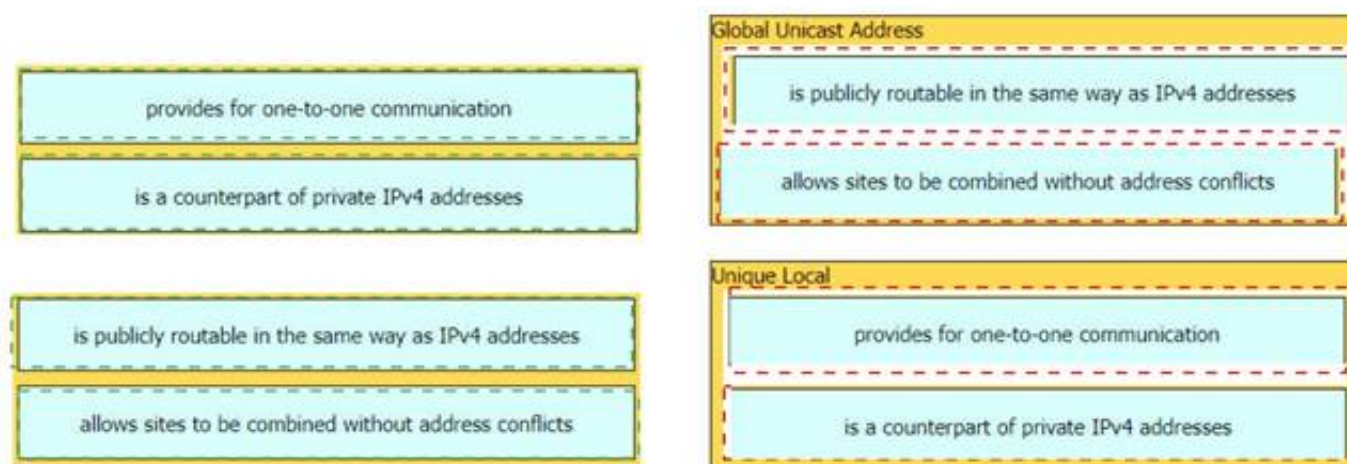 provides for one-to-one communication
is a counterpart of private IPv4 addresses
is publicly routable in the same way as IPv4 addresses
allows sites to be combined without address conflicts
Global Unicast Address
is publicly routable in the same way as IPv4 addresses
allows sites to be combined without address conflicts
Unique Local
provides for one-to-one communication
is a counterpart of private IPv4 addresses